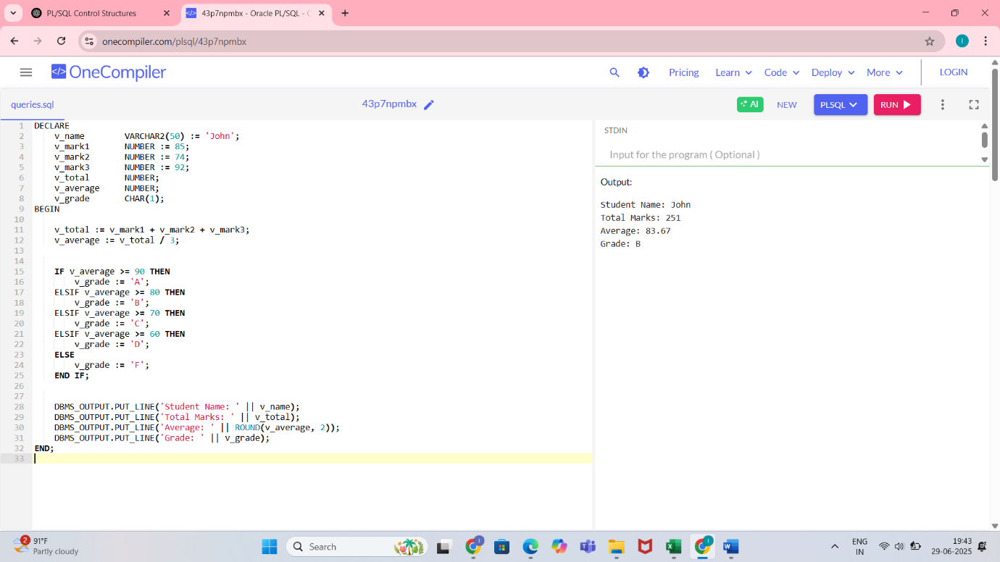 PL/SQL Control Structures
43p7npmbx - Oracle PL/SQL - 
onecompiler.com/plsql/43p7npmbx
I
</> OneCompiler
Pricing Learn Code Deploy More LOGIN
queries.sql
43p7npmbx
AI NEW PLSQL RUN
1 DECLARE
2     v_name        VARCHAR2(50) := 'John';
3     v_mark1       NUMBER := 85;
4     v_mark2       NUMBER := 74;
5     v_mark3       NUMBER := 92;
6     v_total       NUMBER;
7     v_average     NUMBER;
8     v_grade       CHAR(1);
9 BEGIN
10
11     v_total := v_mark1 + v_mark2 + v_mark3;
12     v_average := v_total / 3;
13
14
15     IF v_average >= 90 THEN
16         v_grade := 'A';
17     ELSIF v_average >= 80 THEN
18         v_grade := 'B';
19     ELSIF v_average >= 70 THEN
20         v_grade := 'C';
21     ELSIF v_average >= 60 THEN
22         v_grade := 'D';
23     ELSE
24         v_grade := 'F';
25     END IF;
26
27
28     DBMS_OUTPUT.PUT_LINE('Student Name: ' || v_name);
29     DBMS_OUTPUT.PUT_LINE('Total Marks: ' || v_total);
30     DBMS_OUTPUT.PUT_LINE('Average: ' || ROUND(v_average, 2));
31     DBMS_OUTPUT.PUT_LINE('Grade: ' || v_grade);
32 END;
33
STDIN
Input for the program ( Optional )
Output:
Student Name: John
Total Marks: 251
Average: 83.67
Grade: B
2
91°F
Partly cloudy
Search
ENG
IN
19:43
29-06-2025